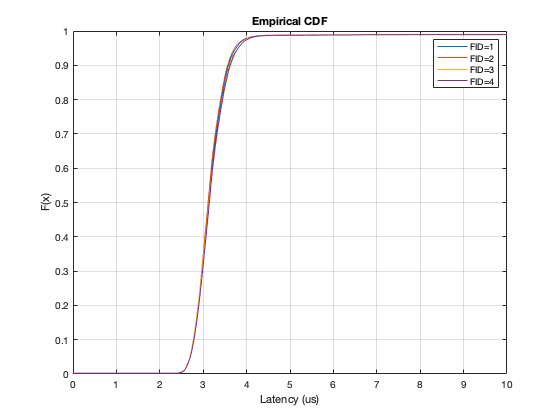 Empirical CDF
1
0.9
0.8
0.7
0.6
0.5
0.4
0.3
0.2
0.1
0
F(x)
FID=1
FID=2
FID=3
FID=4
0 1 2 3 4 5 6 7 8 9 10
Latency (us)